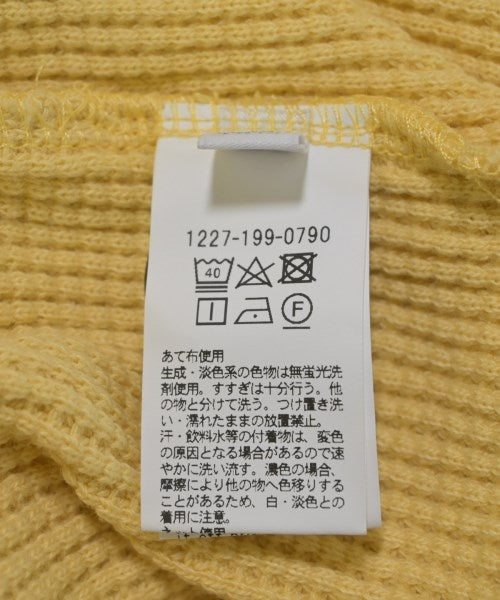 1227-199-0790
40
F
あて布使用
生成・淡色系の色物は無蛍光洗
剤使用。すすぎは十分行う。他
の物と分けて洗う。つけ置き洗
い・濡れたままの放置禁止。
汗・飲料水等の付着物は、変色
の原因となる場合があるので速
やかに洗い流す。濃色の場合、
摩擦により他の物へ色移りする
ことがあるため、白・淡色との
着用に注意。
ネット使用